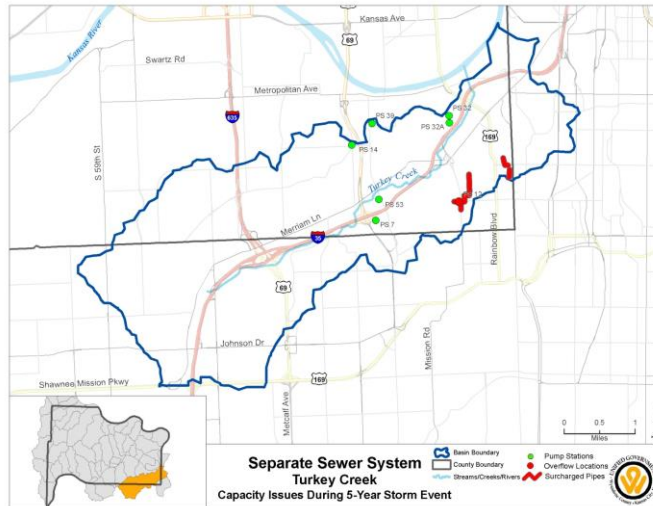 Kansas Ave
Kansas River
69
Swartz Rd
Metropolitan Ave
635
PS 39
PS 32
PS 32A
169
PS 14
S 59th St
Turkey Creek
PS 53
Merriam Ln
PS 7
Rainbow Blvd
35
69
Johnson Dr
Mission Rd
Shawnee Mission Pkwy
169
Metcalf Ave
0 0.5 1
Miles
Separate Sewer System
Turkey Creek
Capacity Issues During 5-Year Storm Event
Basin Boundary
County Boundary
Streams/Creeks/Rivers
Pump Stations
Overflow Locations
Surcharged Pipes